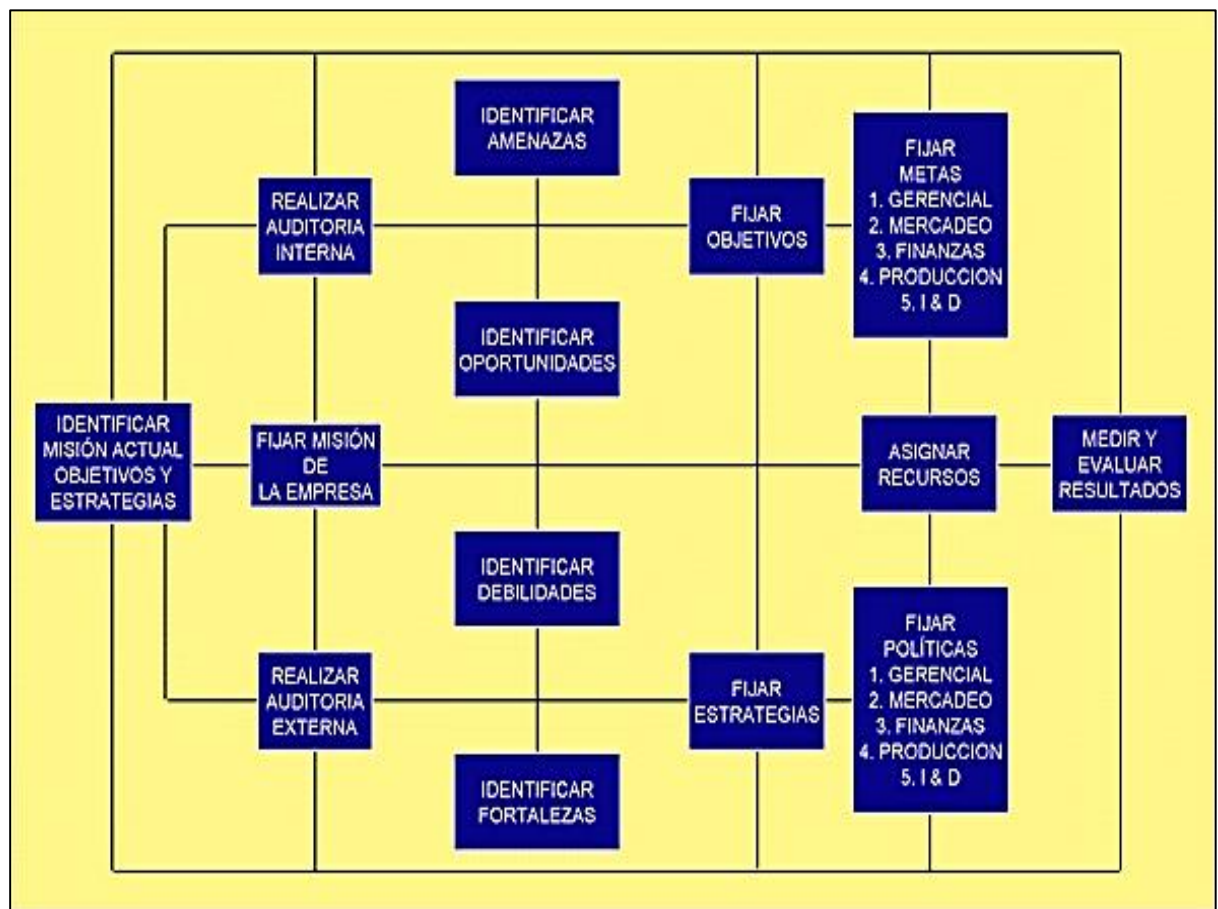 IDENTIFICAR
MISIÓN ACTUAL
OBJETIVOS Y
ESTRATEGIAS
REALIZAR
AUDITORIA
INTERNA
FIJAR MISIÓN
DE
LA EMPRESA
REALIZAR
AUDITORIA
EXTERNA
IDENTIFICAR
AMENAZAS
IDENTIFICAR
OPORTUNIDADES
IDENTIFICAR
DEBILIDADES
IDENTIFICAR
FORTALEZAS
FIJAR
OBJETIVOS
FIJAR
ESTRATEGIAS
FIJAR
METAS
1. GERENCIAL
2. MERCADEO
3. FINANZAS
4. PRODUCCION
5. I & D
ASIGNAR
RECURSOS
FIJAR
POLÍTICAS
1. GERENCIAL
2. MERCADEO
3. FINANZAS
4. PRODUCCION
5. I & D
MEDIR Y
EVALUAR
RESULTADOS